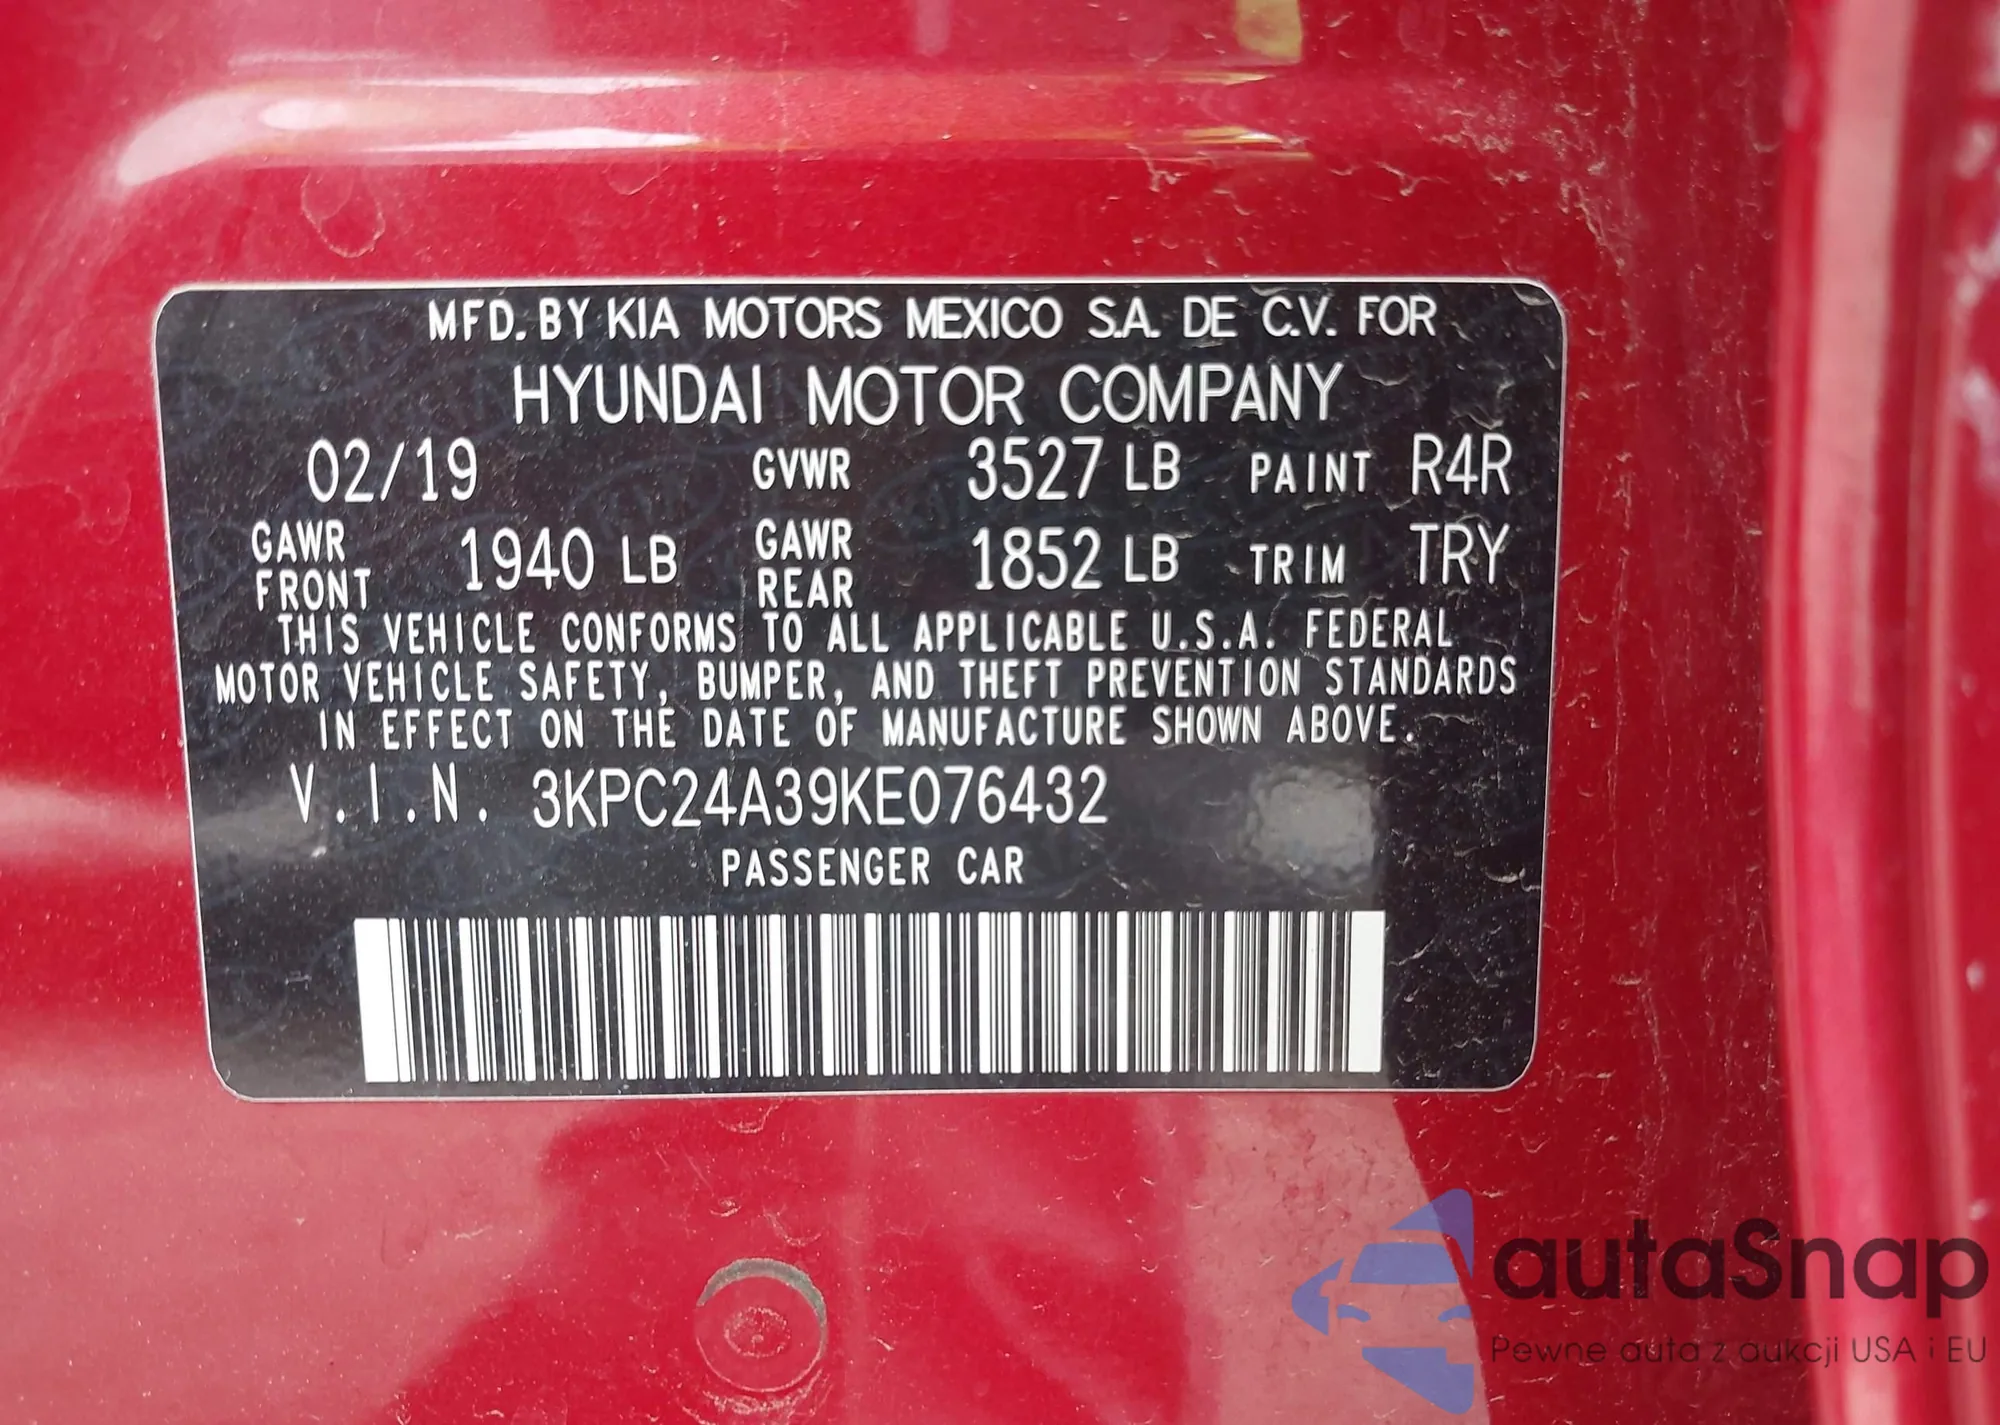 MFD. BY KIA MOTORS MEXICO S.A. DE C.V. FOR
HYUNDAI MOTOR COMPANY
02/19 GVWR 3527 LB PAINT R4R
GAWR FRONT 1940 LB GAWR REAR 1852 LB TRIM TRY
THIS VEHICLE CONFORMS TO ALL APPLICABLE U.S.A. FEDERAL
MOTOR VEHICLE SAFETY, BUMPER, AND THEFT PREVENTION STANDARDS
IN EFFECT ON THE DATE OF MANUFACTURE SHOWN ABOVE.
V.I.N. 3KPC24A39KE076432
PASSENGER CAR
autaSnap
Pewne auta z aukcji USA i EU